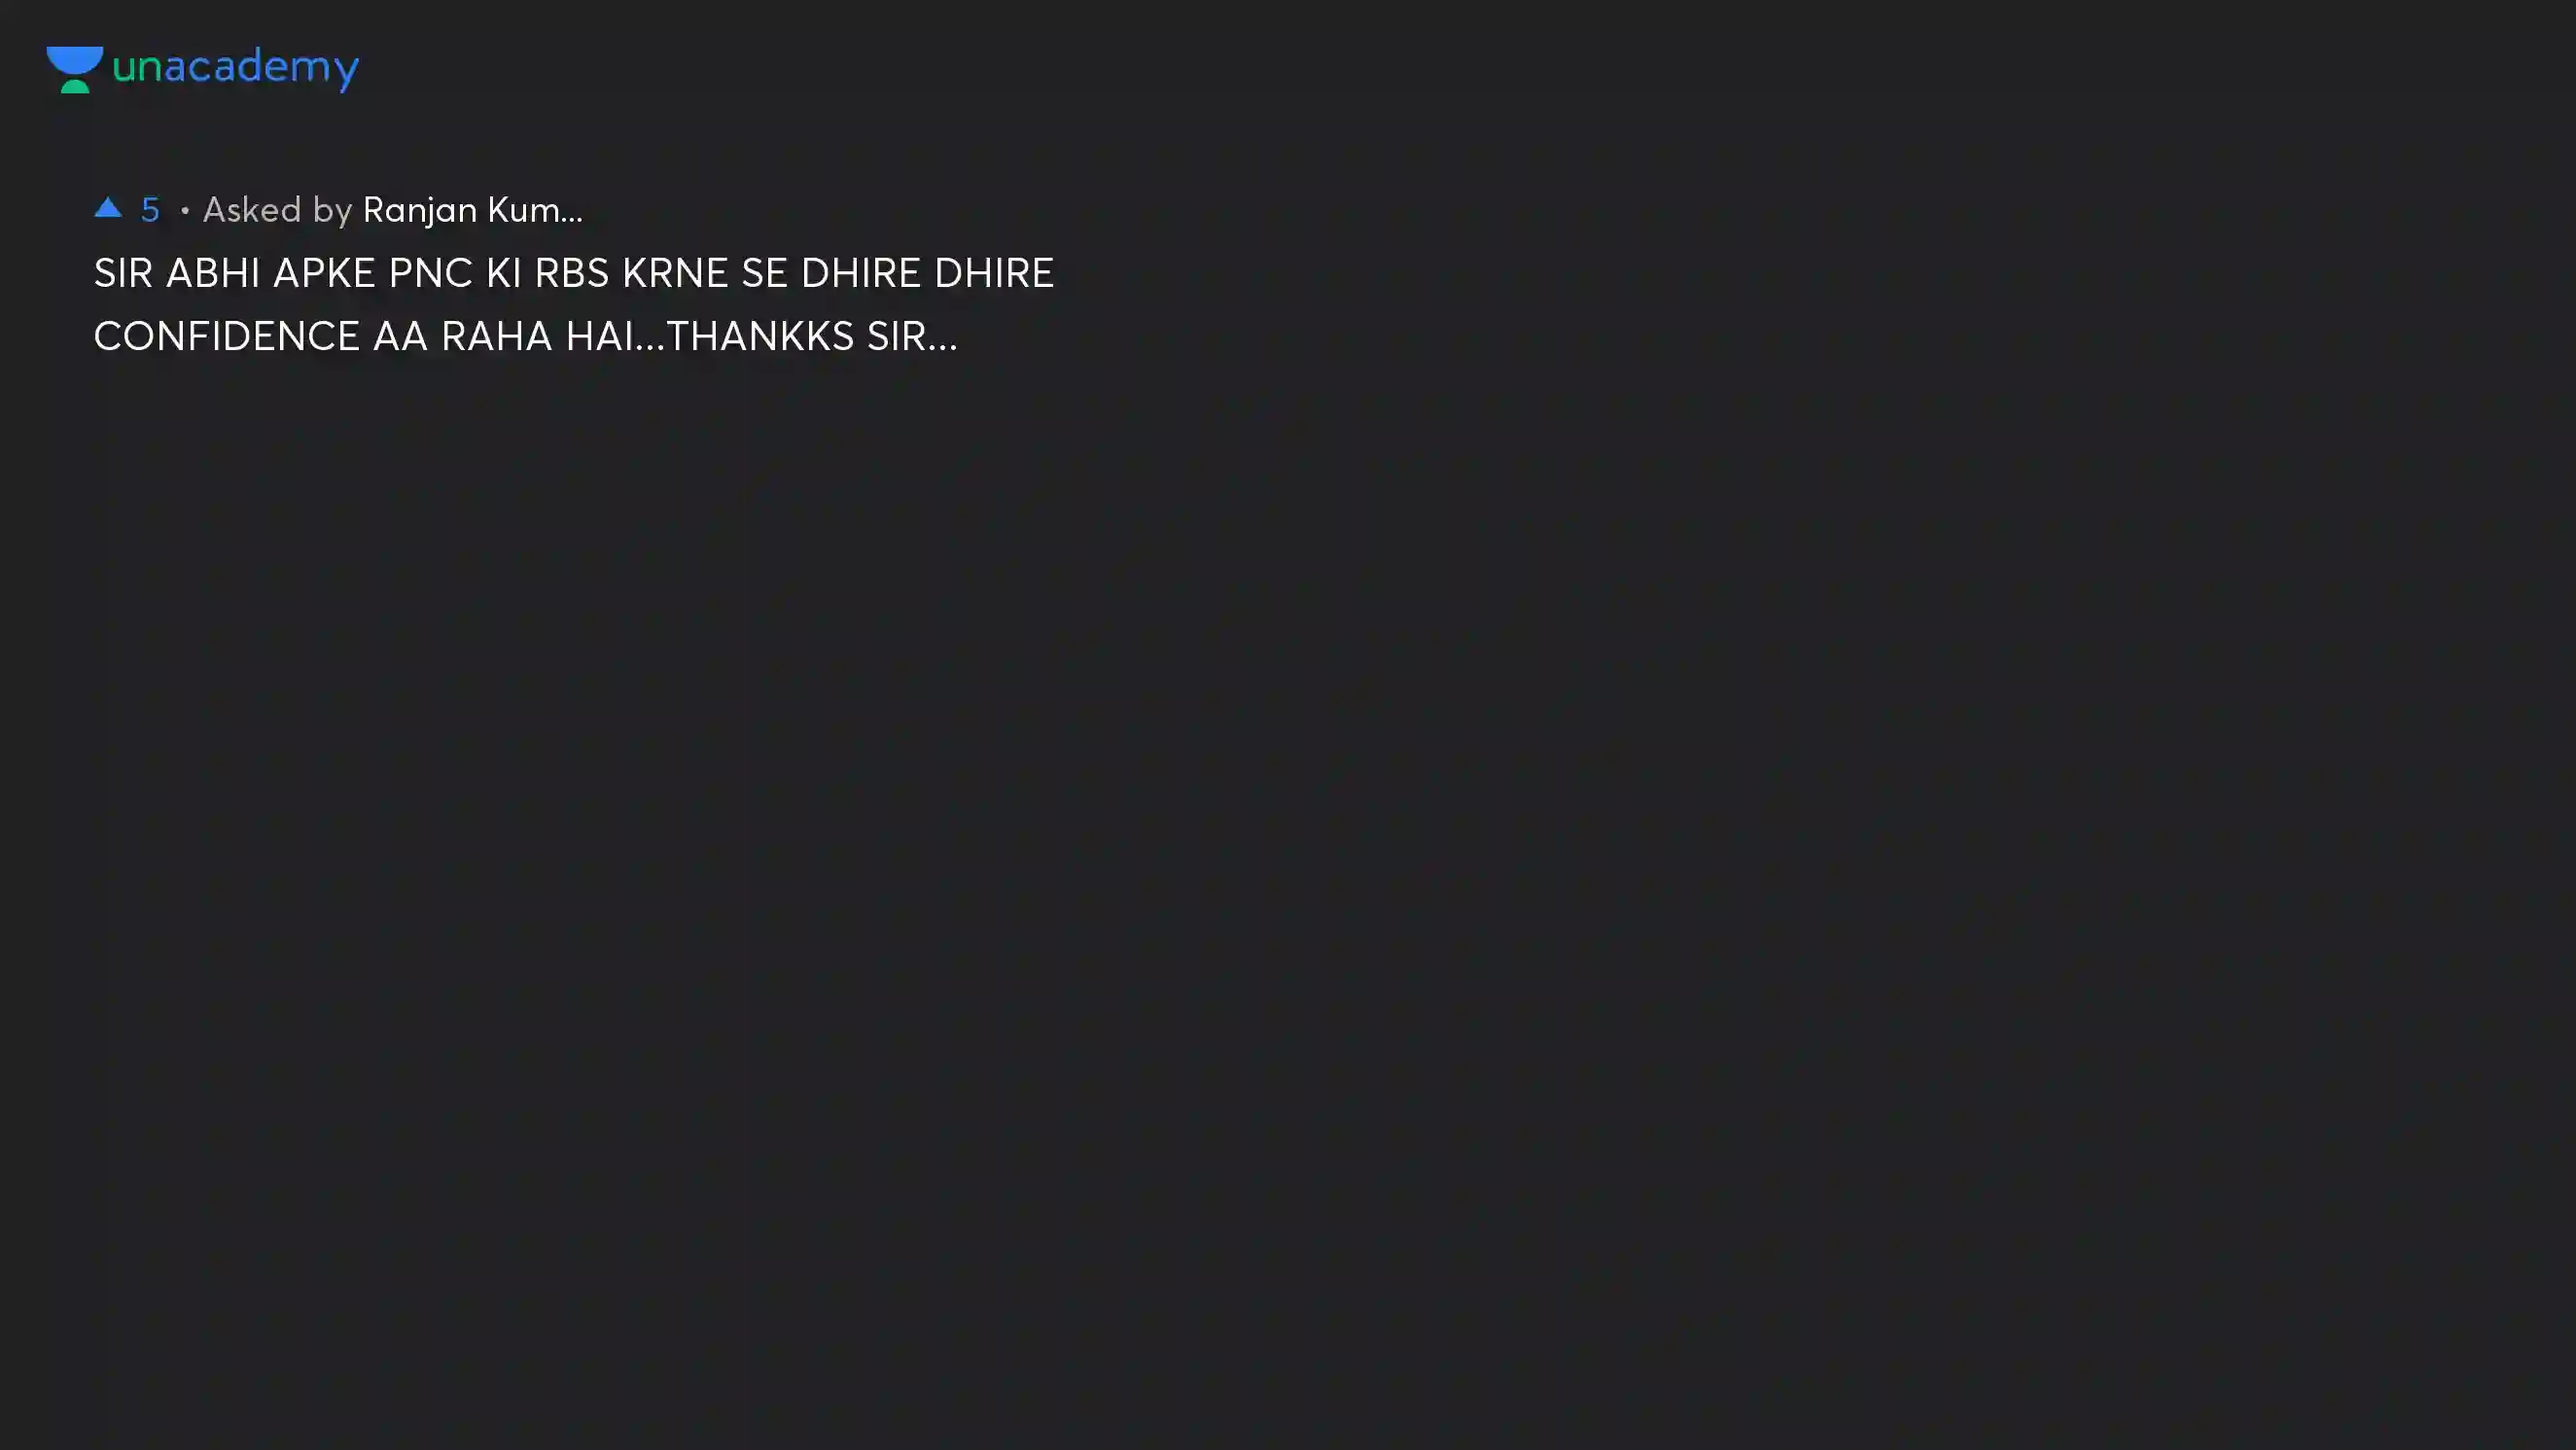 unacademy
▲ 5 • Asked by Ranjan Kum...
SIR ABHI APKE PNC KI RBS KRNE SE DHIRE DHIRE
CONFIDENCE AA RAHA HAI...THANKKS SIR...